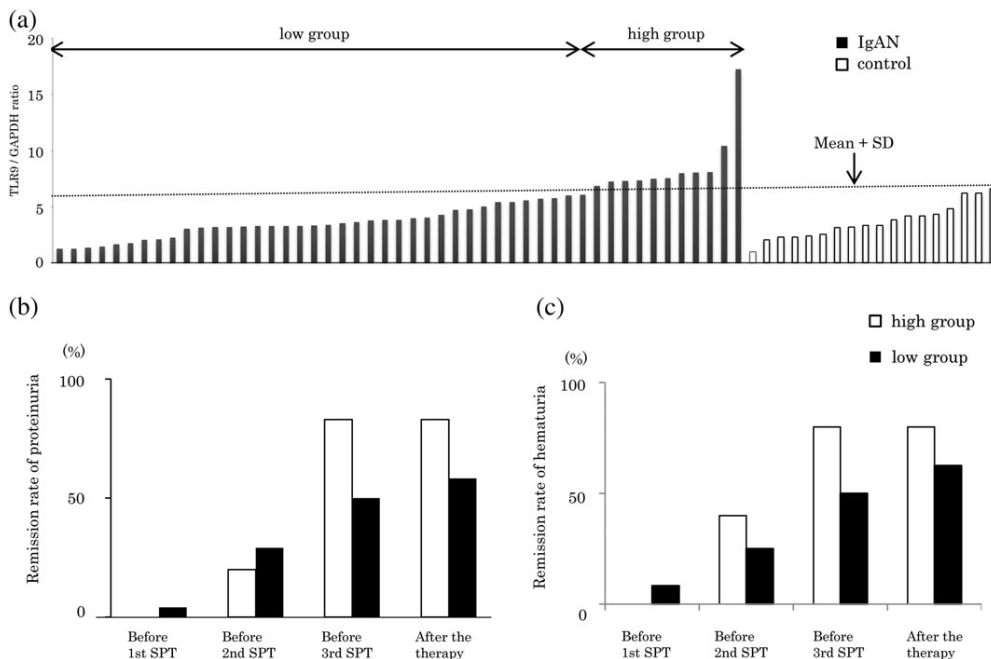 (a)
20
15
10
5
0
TLR9 / GAPDH ratio
low group
high group
IgAN
control
Mean + SD
(b)
(%)
100
50
0
Remission rate of proteinuria
Before
1st SPT
Before
2nd SPT
Before
3rd SPT
After the
therapy
(c)
high group
low group
(%)
100
50
0
Remission rate of hematuria
Before
1st SPT
Before
2nd SPT
Before
3rd SPT
After the
therapy